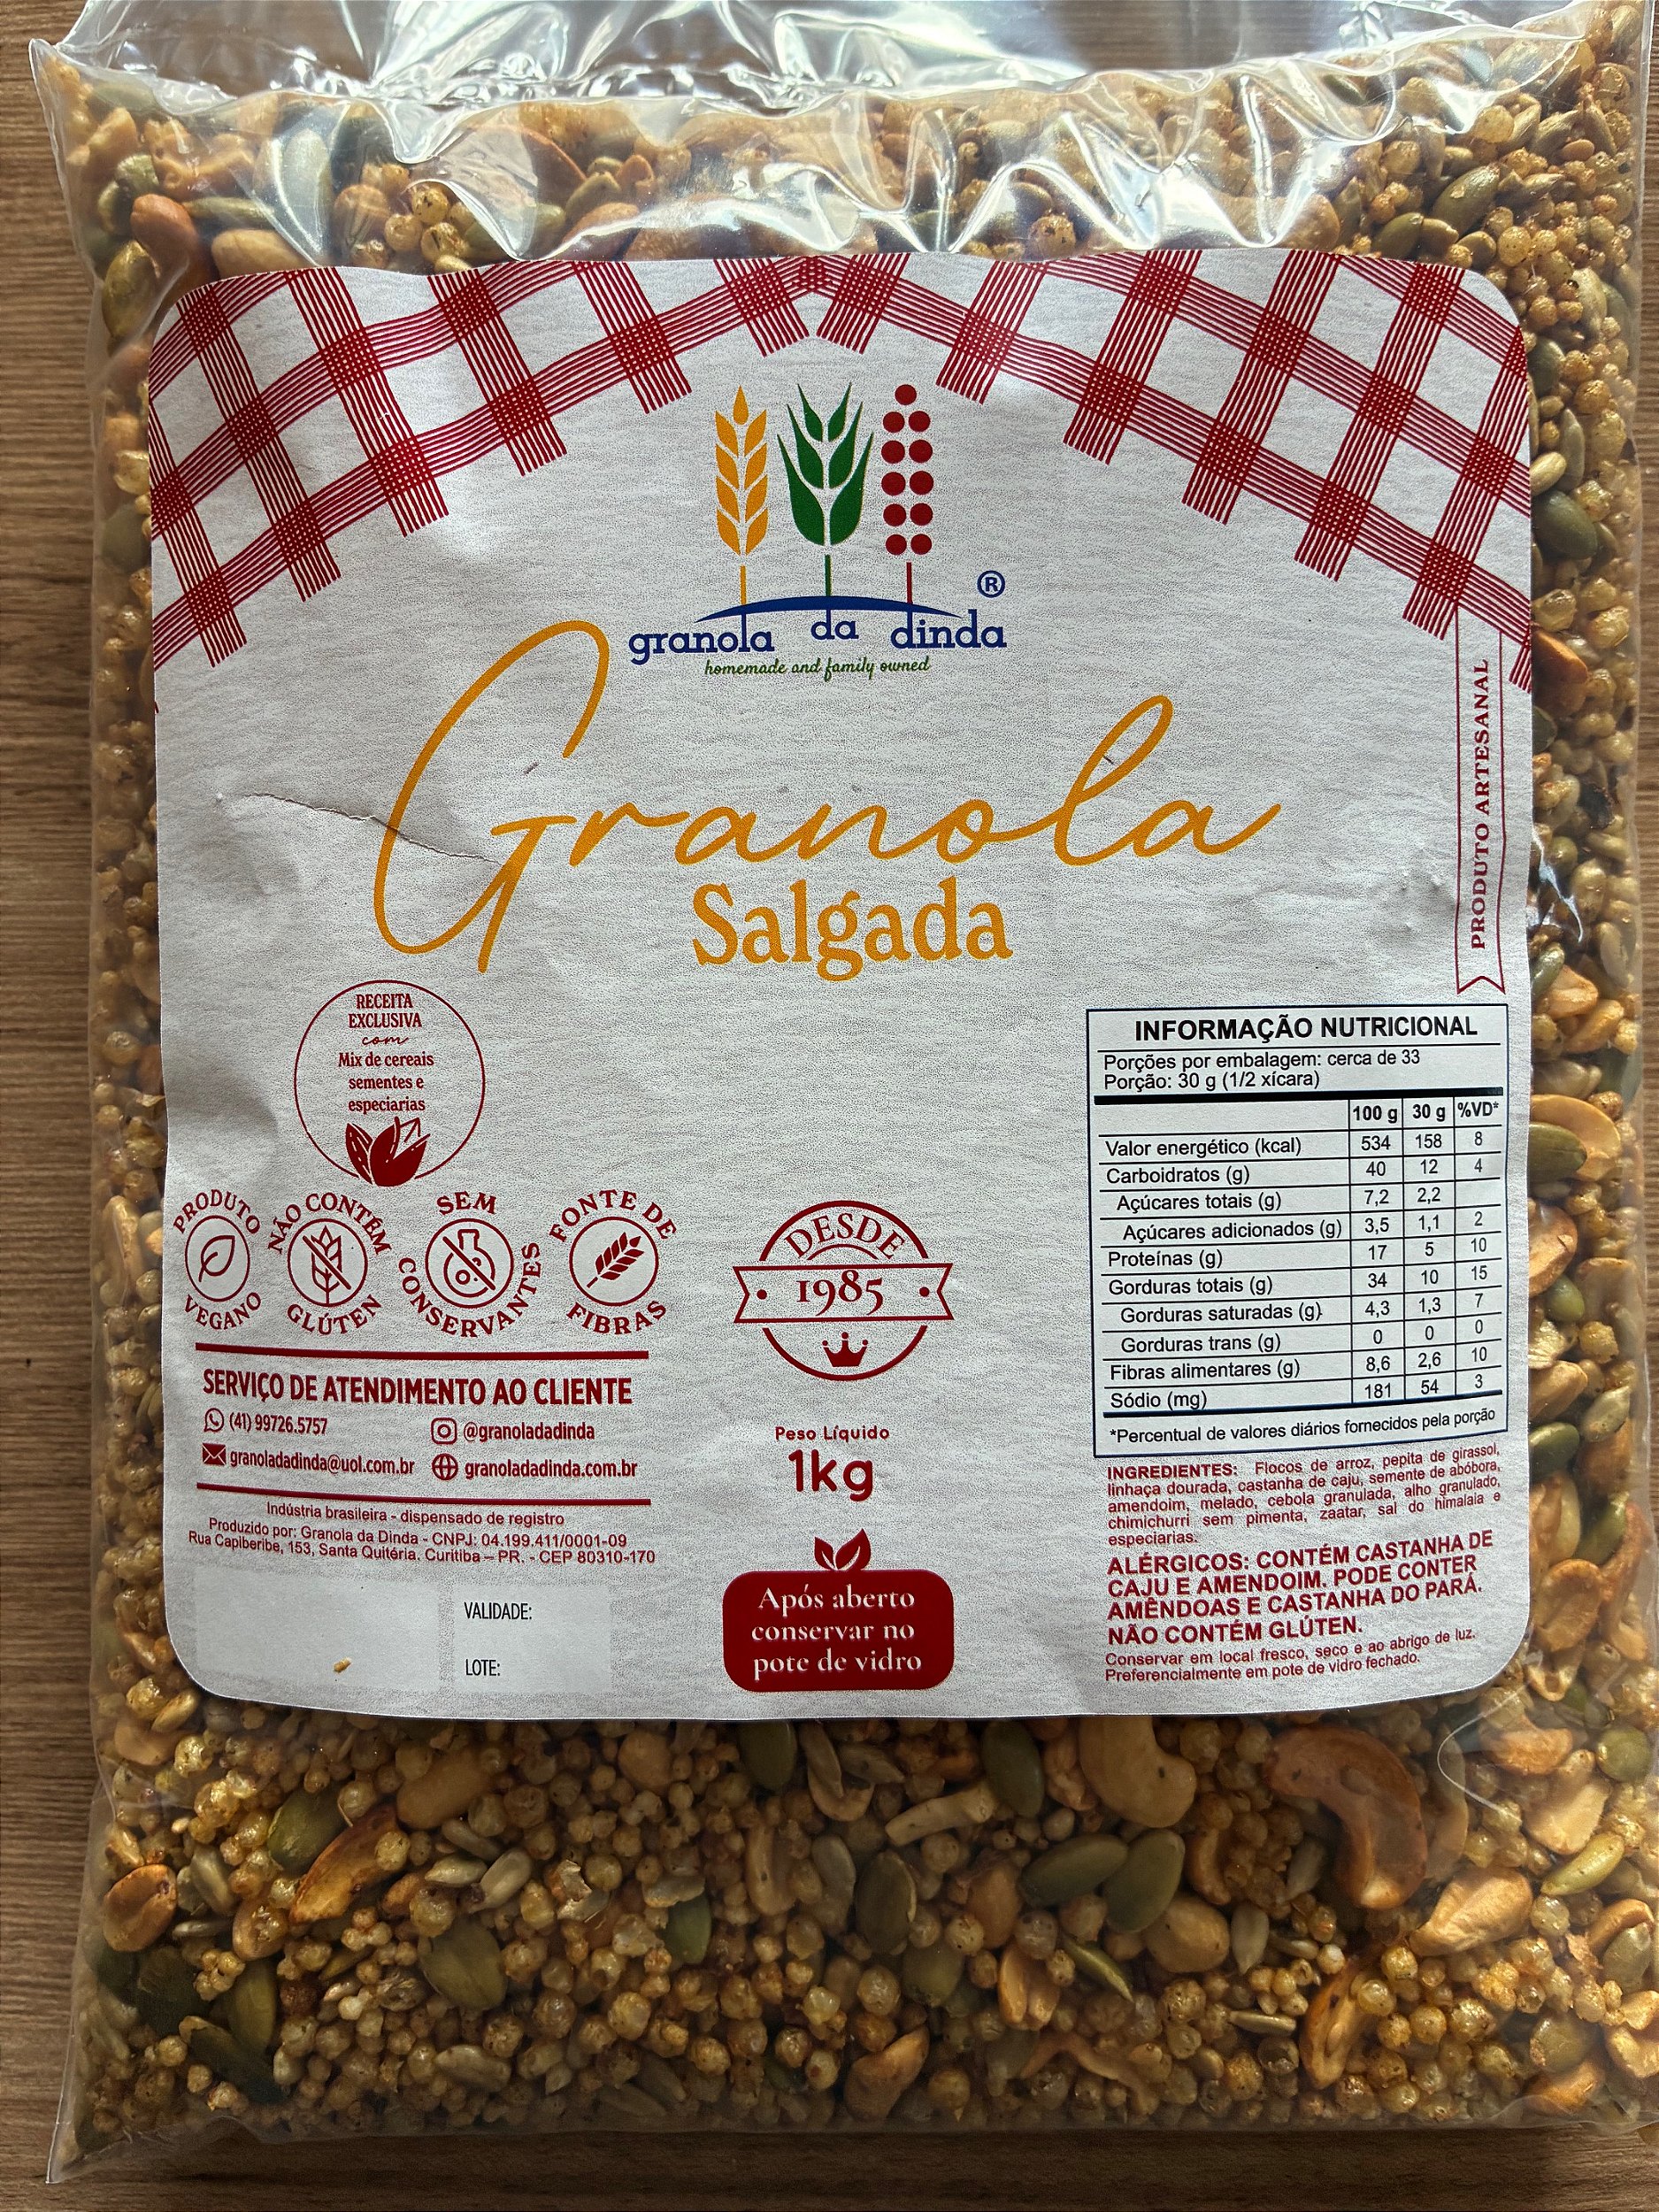 ®
granola da dinda
homemade and family owned
Granola
Salgada
PRODUTO ARTESANAL
RECEITA
EXCLUSIVA
com
Mix de cereais
sementes e
especiarias
PRODUTO VEGANO
NÃO CONTÉM GLÚTEN
SEM CONSERVANTES
FONTE DE FIBRAS
SERVIÇO DE ATENDIMENTO AO CLIENTE
(41) 99726.5757
@granoladadinda
granoladadinda@uol.com.br
granoladadinda.com.br
Indústria brasileira - dispensado de registro
Produzido por: Granola da Dinda - CNPJ: 04.199.411/0001-09
Rua Capiberibe, 153, Santa Quitéria. Curitiba – PR. - CEP 80310-170
VALIDADE:
LOTE:
DESDE
1985
Peso Líquido
1kg
Após aberto
conservar no
pote de vidro
INFORMAÇÃO NUTRICIONAL
Porções por embalagem: cerca de 33
Porção: 30 g (1/2 xícara)
100 g 30 g %VD*
Valor energético (kcal) 534 158 8
Carboidratos (g) 40 12 4
Açúcares totais (g) 7,2 2,2
Açúcares adicionados (g) 3,5 1,1 2
Proteínas (g) 17 5 10
Gorduras totais (g) 34 10 15
Gorduras saturadas (g) 4,3 1,3 7
Gorduras trans (g) 0 0 0
Fibras alimentares (g) 8,6 2,6 10
Sódio (mg) 181 54 3
*Percentual de valores diários fornecidos pela porção
INGREDIENTES: Flocos de arroz, pepita de girassol,
linhaça dourada, castanha de caju, semente de abóbora,
amendoim, melado, cebola granulada, alho granulado,
chimichurri sem pimenta, zaatar, sal do himalaia e
especiarias.
ALÉRGICOS: CONTÉM CASTANHA DE
CAJU E AMENDOIM. PODE CONTER
AMÊNDOAS E CASTANHA DO PARÁ.
NÃO CONTÉM GLÚTEN.
Conservar em local fresco, seco e ao abrigo de luz.
Preferencialmente em pote de vidro fechado.